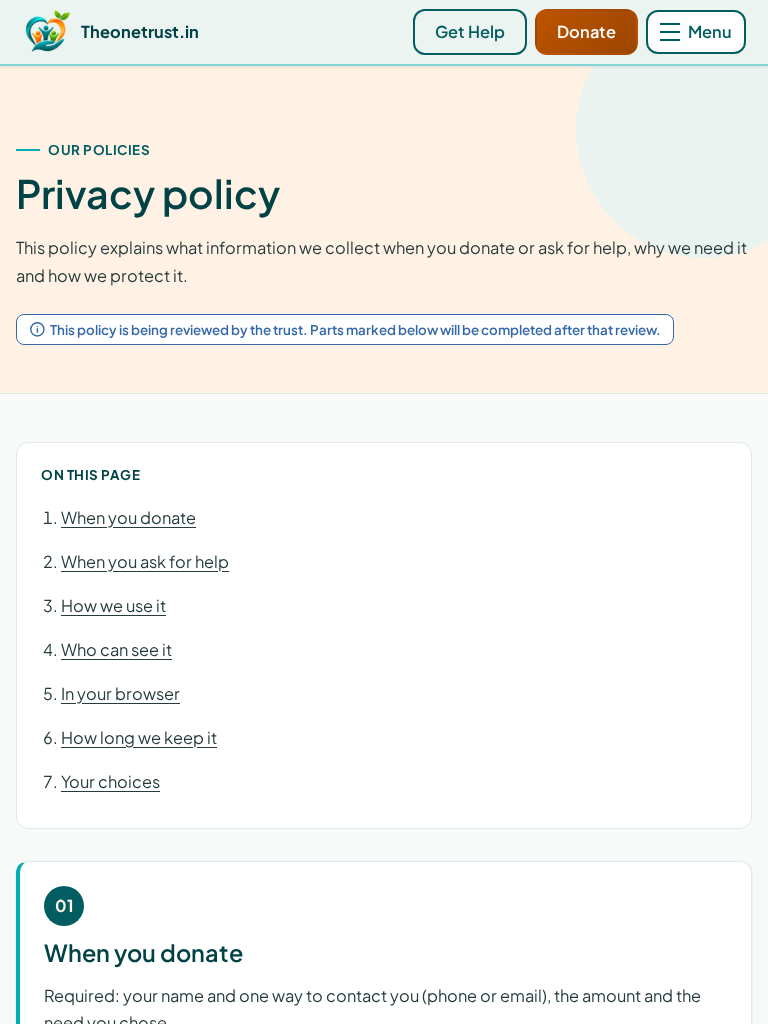 Theonetrust.in
Get Help
Donate
Menu
OUR POLICIES
Privacy policy
This policy explains what information we collect when you donate or ask for help, why we need it
and how we protect it.
This policy is being reviewed by the trust. Parts marked below will be completed after that review.
ON THIS PAGE
1. When you donate
2. When you ask for help
3. How we use it
4. Who can see it
5. In your browser
6. How long we keep it
7. Your choices
01
When you donate
Required: your name and one way to contact you (phone or email), the amount and the
need you chose.